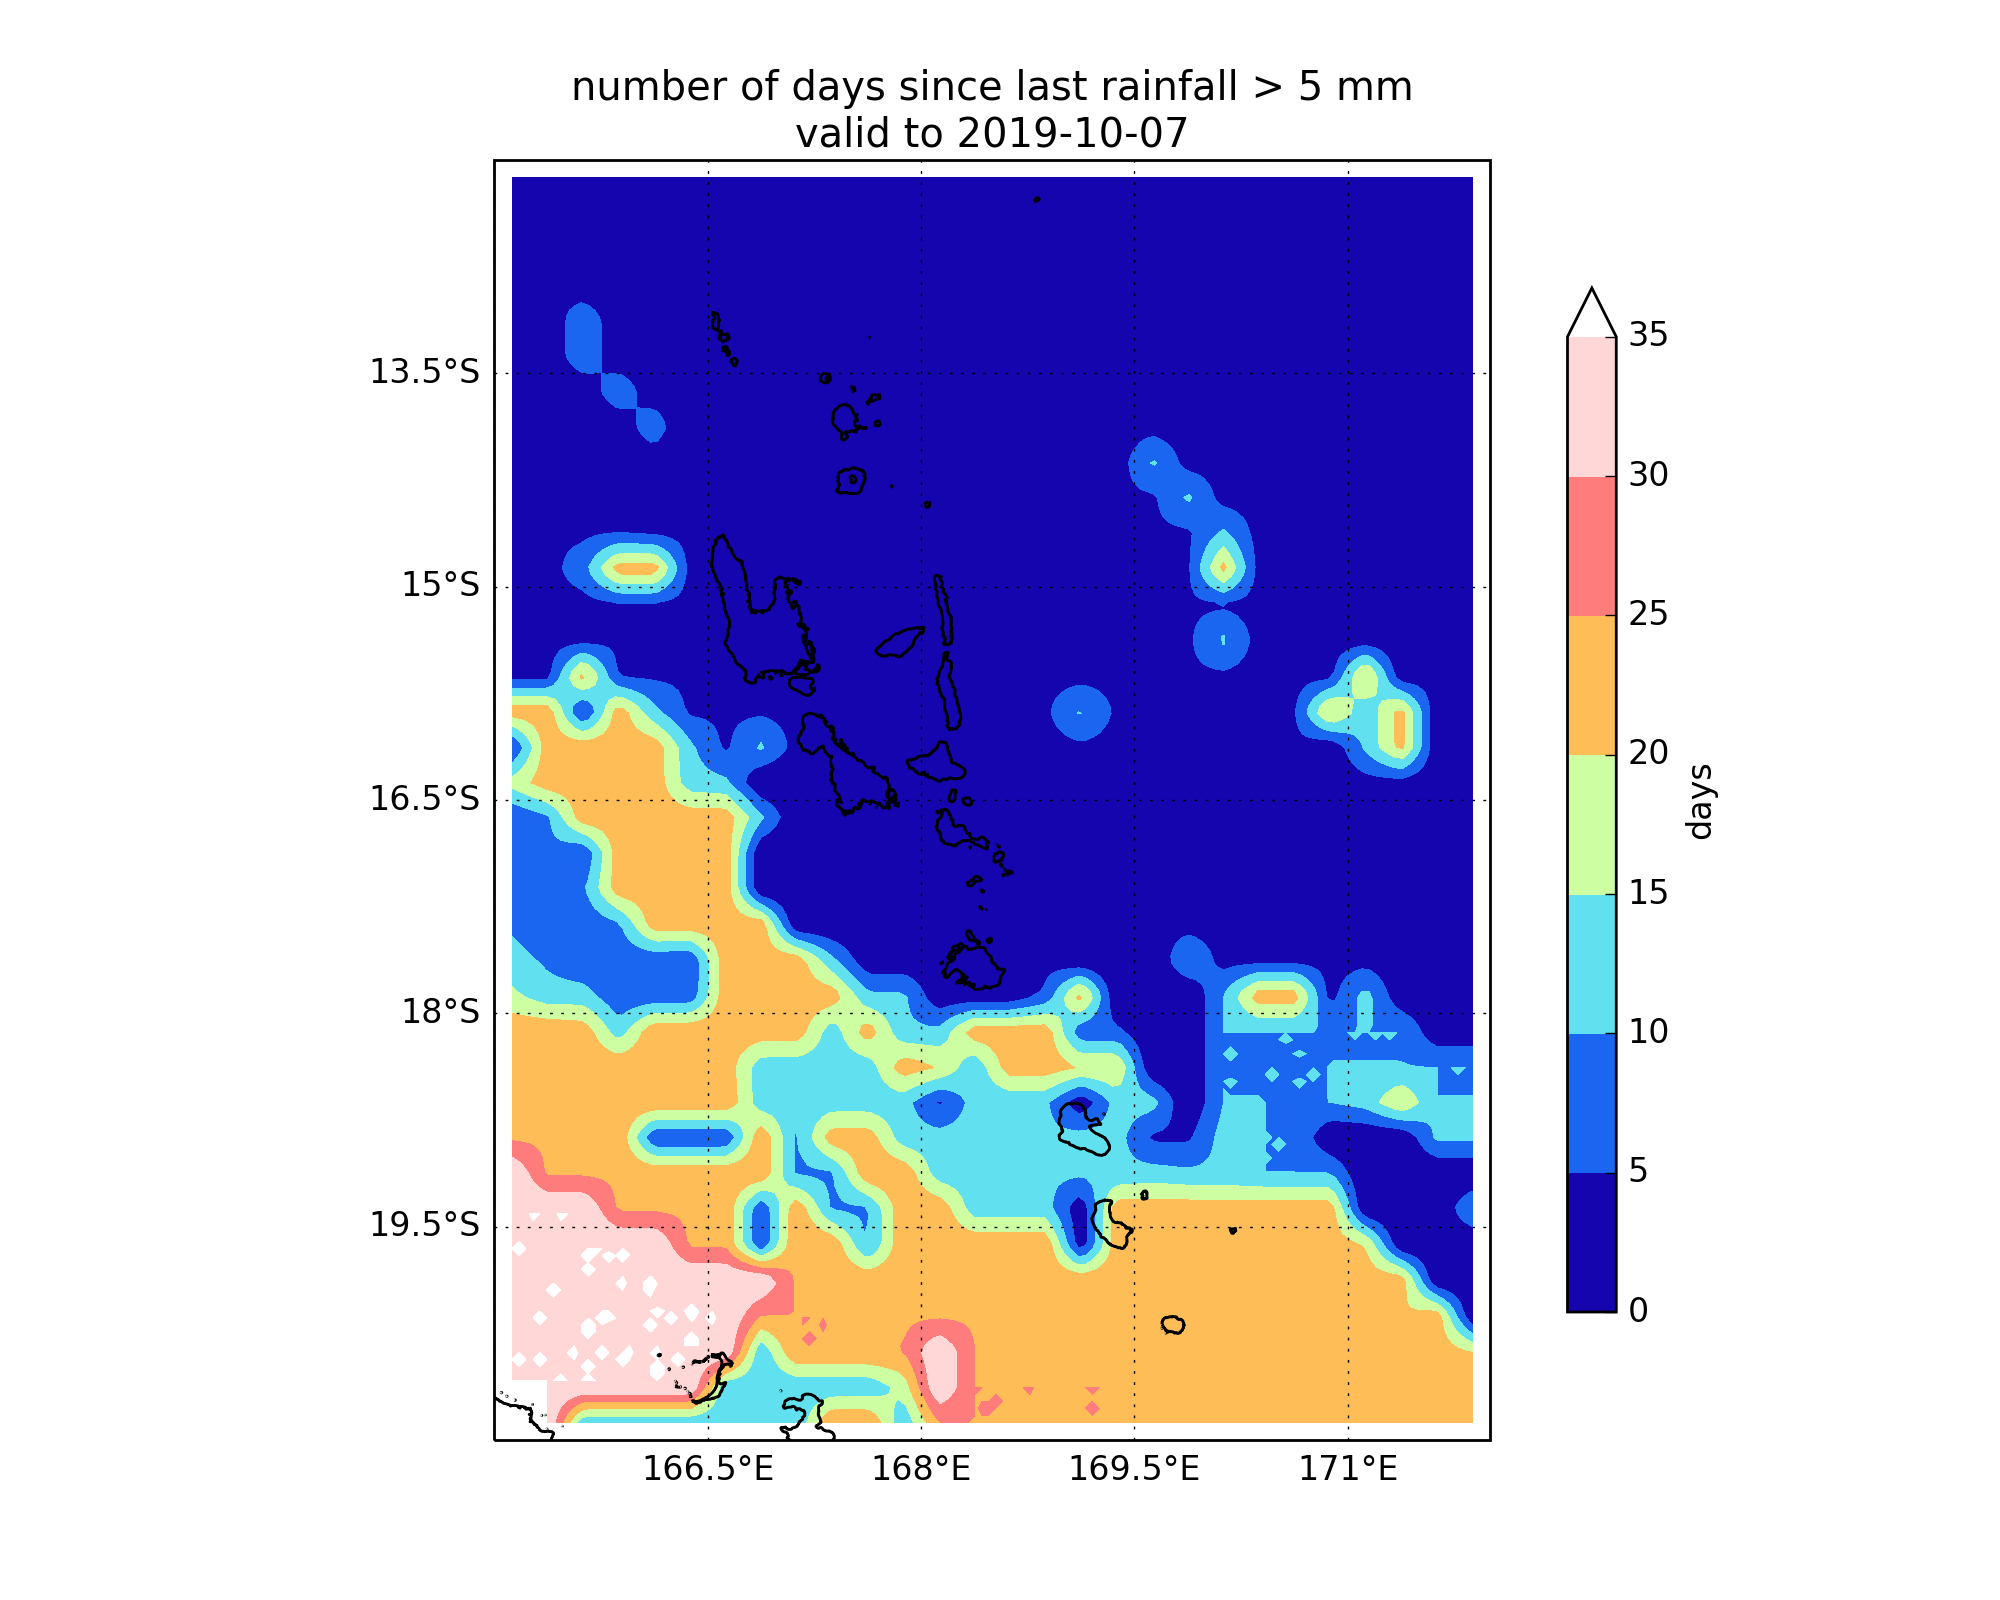 number of days since last rainfall > 5 mm
valid to 2019-10-07
13.5°S
15°S
16.5°S
18°S
19.5°S
166.5°E
168°E
169.5°E
171°E
35
30
25
20
15
10
5
0
days